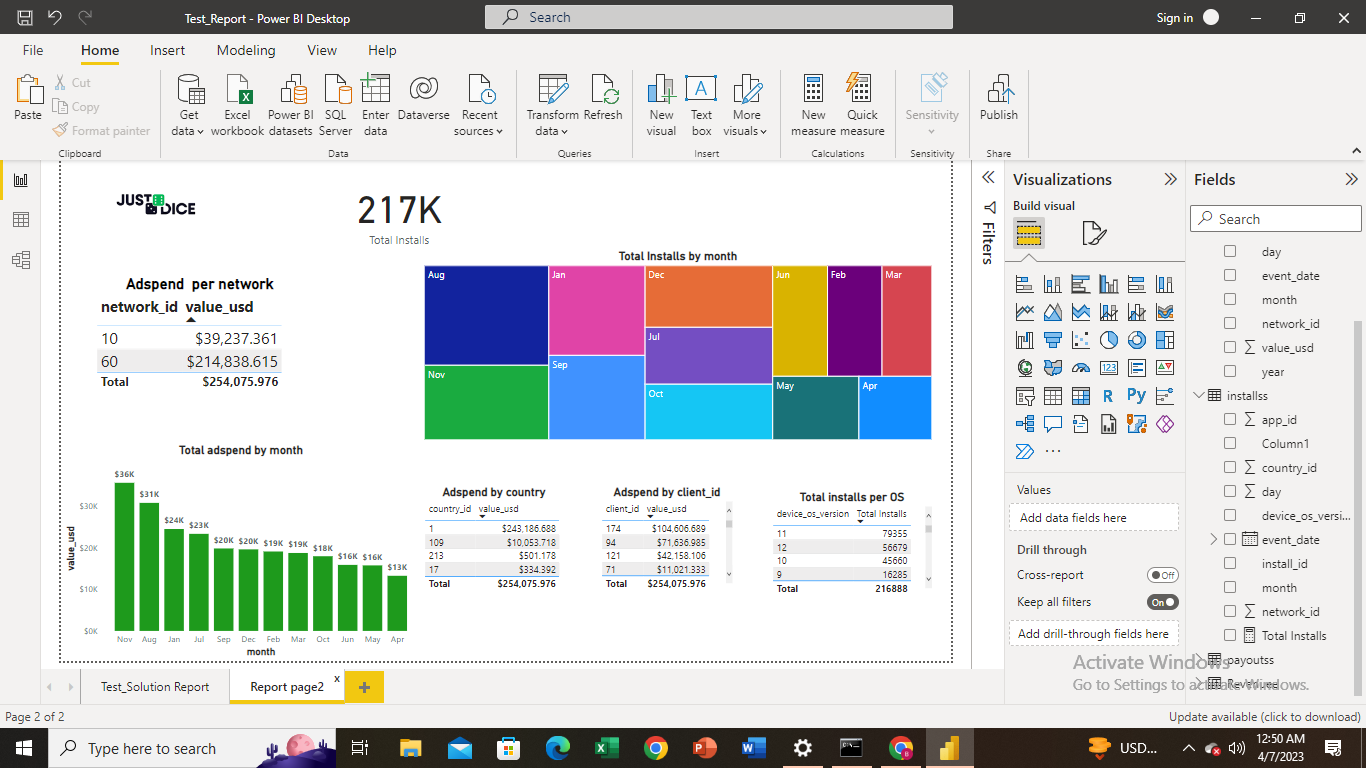 Test_Report - Power BI Desktop
Search
Sign in
File Home Insert Modeling View Help
Paste
Cut
Copy
Format painter
Clipboard
Get data
Excel workbook
Power BI datasets
SQL Server
Enter data
Dataverse
Recent sources
Data
Transform data
Refresh
Queries
New visual
Text box
More visuals
Insert
New measure
Quick measure
Calculations
Sensitivity
Sensitivity
Publish
Share
JUST DICE
217K
Total Installs
Adspend per network
network_id value_usd
10 $39,237.361
60 $214,838.615
Total $254,075.976
Total Installs by month
Aug
Nov
Jan
Sep
Dec
Jul
Oct
Jun
Feb
Mar
May
Apr
Total adspend by month
value_usd
$30K
$20K
$10K
$0K
$36K $31K $24K $23K $20K $20K $19K $19K $18K $16K $16K $13K
Nov Aug Jan Jul Sep Dec Feb Mar Oct Jun May Apr
month
Adspend by country
country_id value_usd
1 $243,186.688
109 $10,053.718
213 $501.178
17 $334.392
Total $254,075.976
Adspend by client_id
client_id value_usd
174 $104,606.689
94 $71,636.985
121 $42,158.106
71 $11,021.333
Total $254,075.976
Total installs per OS
device_os_version Total Installs
11 79355
12 56679
10 45660
9 16285
Total 216888
Filters
Visualizations
Build visual
123
R Py
Values
Add data fields here
Drill through
Cross-report Off
Keep all filters On
Add drill-through fields here
Fields
Search
day
event_date
month
network_id
value_usd
year
installss
app_id
Column1
country_id
day
device_os_versi...
event_date
install_id
month
network_id
Total Installs
payoutss
Revenue
Activate Windows
Go to Settings to activate Windows.
Test_Solution Report
Report page2 x
Page 2 of 2
Update available (click to download)
Type here to search
USD...
12:50 AM
4/7/2023